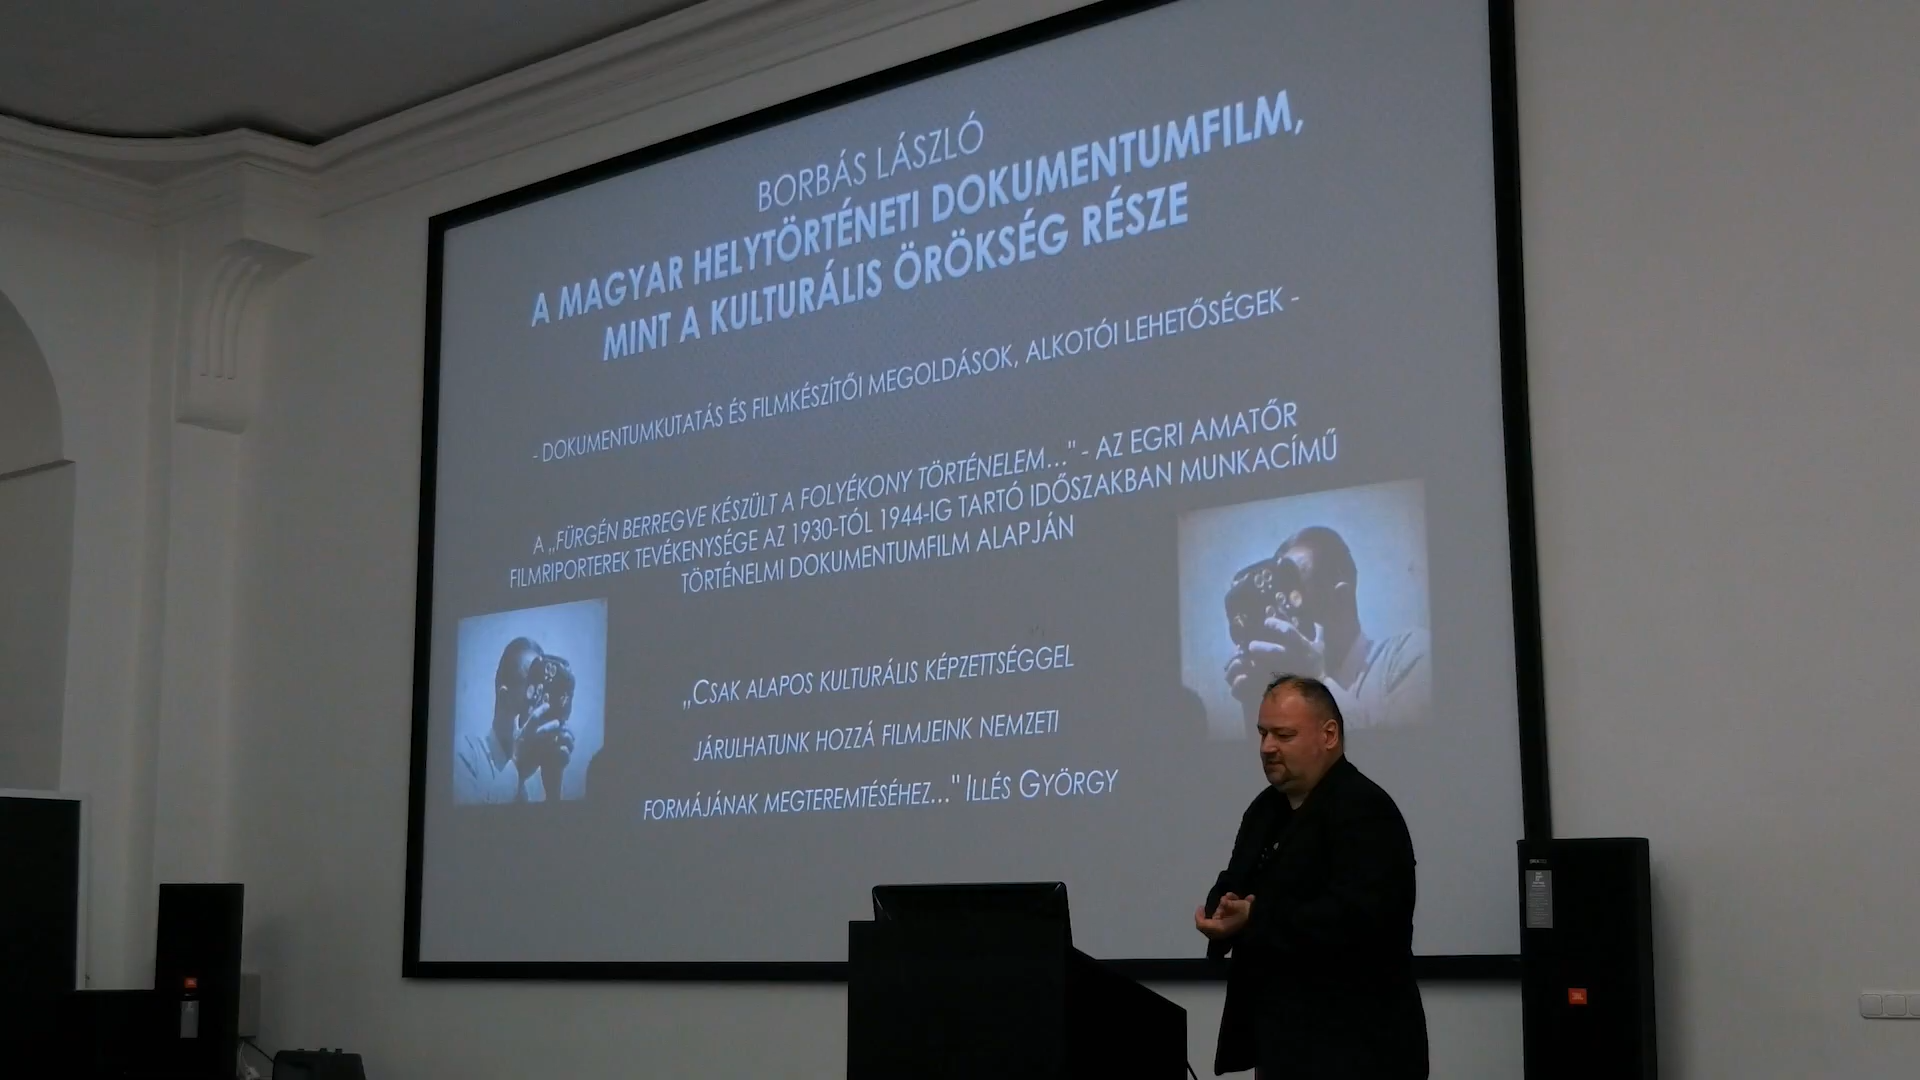 BORBÁS LÁSZLÓ
A MAGYAR HELYTÖRTÉNETI DOKUMENTUMFILM,
MINT A KULTURÁLIS ÖRÖKSÉG RÉSZE
- DOKUMENTUMKUTATÁS ÉS FILMKÉSZÍTŐI MEGOLDÁSOK, ALKOTÓI LEHETŐSÉGEK -
A „FÜRGÉN BERREGVE KÉSZÜLT A FOLYÉKONY TÖRTÉNELEM..." - AZ EGRI AMATŐR
FILMRIPORTEREK TEVÉKENYSÉGE AZ 1930-TÓL 1944-IG TARTÓ IDŐSZAKBAN MUNKACÍMŰ
TÖRTÉNELMI DOKUMENTUMFILM ALAPJÁN
„CSAK ALAPOS KULTURÁLIS KÉPZETTSÉGGEL
JÁRULHATUNK HOZZÁ FILMJEINK NEMZETI
FORMÁJÁNAK MEGTEREMTÉSÉHEZ..." ILLÉS GYÖRGY
JBL
JBL